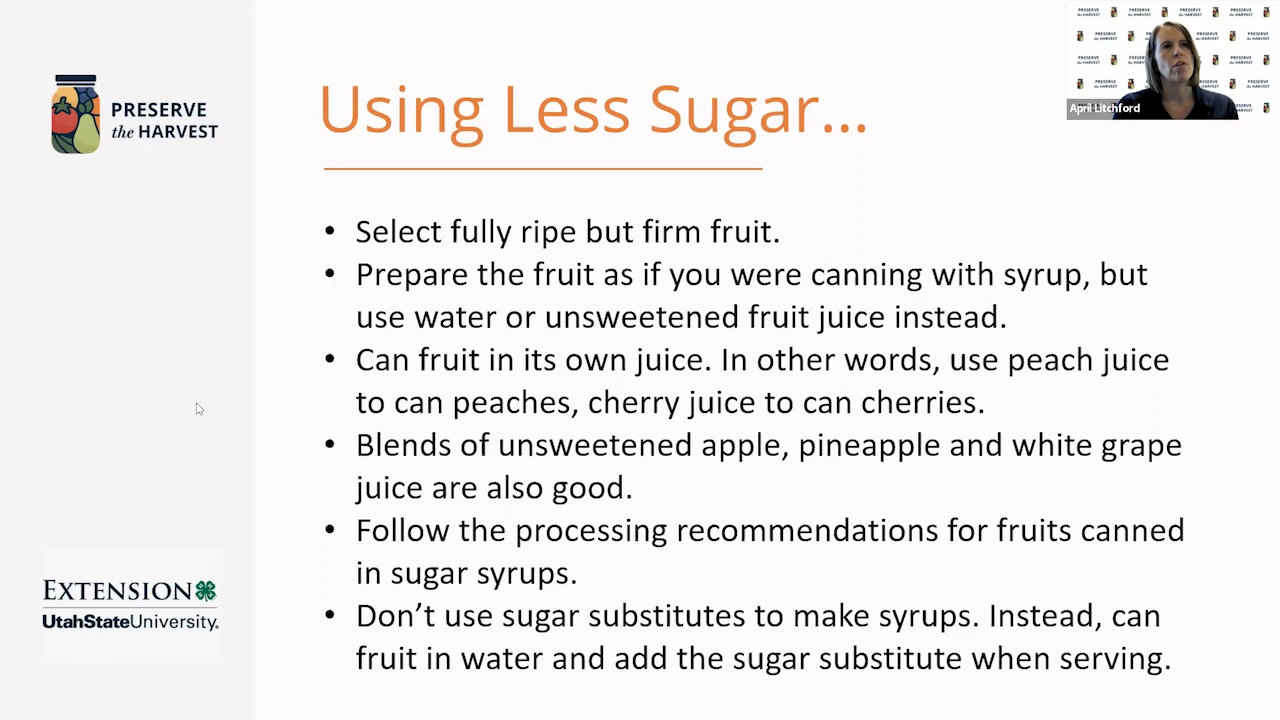 PRESERVE the HARVEST
PRESERVE
the HARVEST
Using Less Sugar...
April Litchford
• Select fully ripe but firm fruit.
• Prepare the fruit as if you were canning with syrup, but
use water or unsweetened fruit juice instead.
• Can fruit in its own juice. In other words, use peach juice
to can peaches, cherry juice to can cherries.
• Blends of unsweetened apple, pineapple and white grape
juice are also good.
• Follow the processing recommendations for fruits canned
in sugar syrups.
• Don’t use sugar substitutes to make syrups. Instead, can
fruit in water and add the sugar substitute when serving.
EXTENSION
UtahStateUniversity.